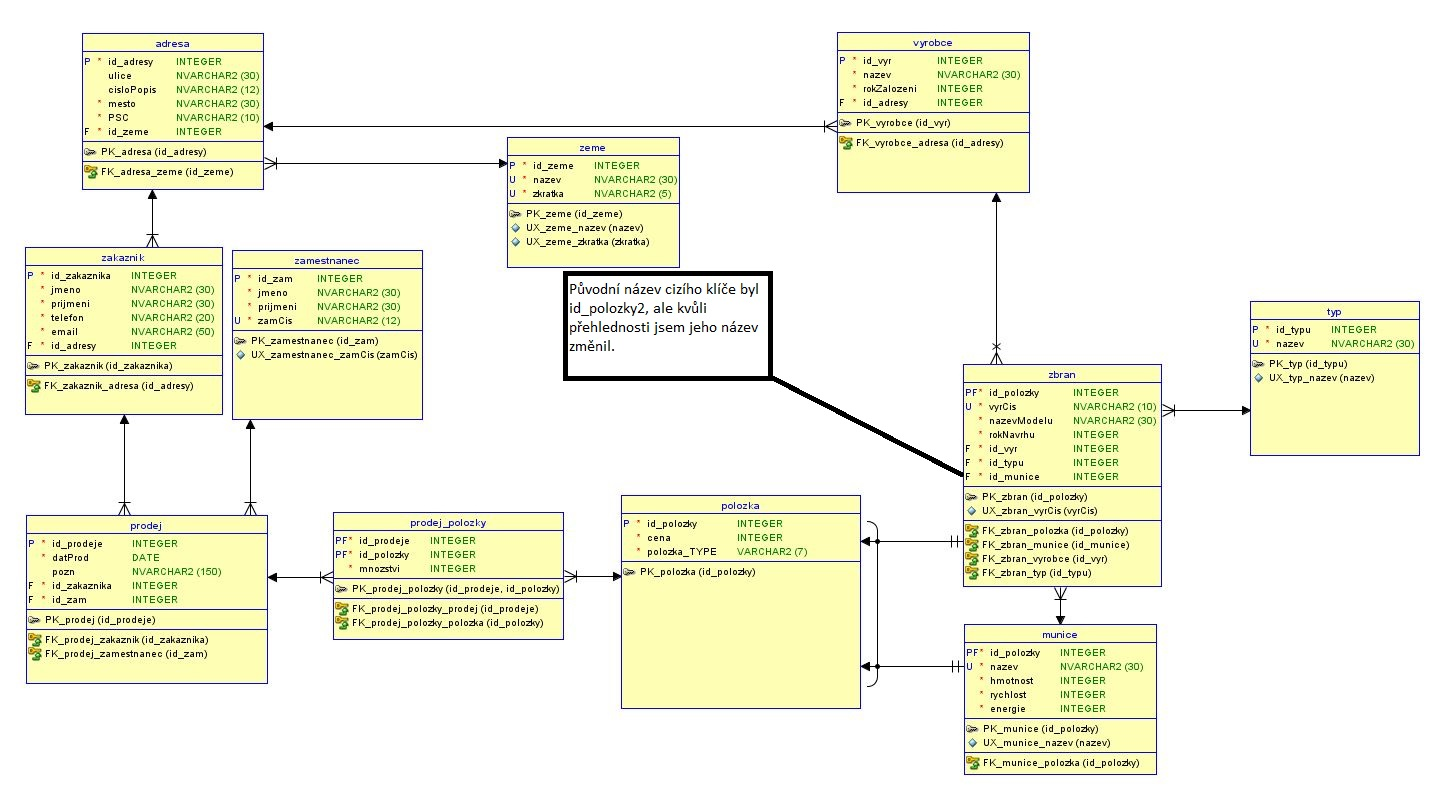 adresa
P * id_adresy INTEGER
ulice NVARCHAR2 (30)
cisloPopis NVARCHAR2 (12)
* mesto NVARCHAR2 (30)
* PSC NVARCHAR2 (10)
F * id_zeme INTEGER
PK_adresa (id_adresy)
FK_adresa_zeme (id_zeme)
vyrobce
P * id_vyr INTEGER
* nazev NVARCHAR2 (30)
* rokZalozeni INTEGER
F * id_adresy INTEGER
PK_vyrobce (id_vyr)
FK_vyrobce_adresa (id_adresy)
zeme
P * id_zeme INTEGER
U * nazev NVARCHAR2 (30)
U * zkratka NVARCHAR2 (5)
PK_zeme (id_zeme)
UX_zeme_nazev (nazev)
UX_zeme_zkratka (zkratka)
zakaznik
P * id_zakaznika INTEGER
* jmeno NVARCHAR2 (30)
* prijmeni NVARCHAR2 (30)
* telefon NVARCHAR2 (20)
* email NVARCHAR2 (50)
F * id_adresy INTEGER
PK_zakaznik (id_zakaznika)
FK_zakaznik_adresa (id_adresy)
zamestnanec
P * id_zam INTEGER
* jmeno NVARCHAR2 (30)
* prijmeni NVARCHAR2 (30)
U * zamCis NVARCHAR2 (12)
PK_zamestnanec (id_zam)
UX_zamestnanec_zamCis (zamCis)
Původní název cizího klíče byl
id_polozky2, ale kvůli
přehlednosti jsem jeho název
změnil.
typ
P * id_typu INTEGER
U * nazev NVARCHAR2 (30)
PK_typ (id_typu)
UX_typ_nazev (nazev)
zbran
PF* id_polozky INTEGER
U * vyrCis NVARCHAR2 (10)
* nazevModelu NVARCHAR2 (30)
* rokNavrhu INTEGER
F * id_vyr INTEGER
F * id_typu INTEGER
F * id_munice INTEGER
PK_zbran (id_polozky)
UX_zbran_vyrCis (vyrCis)
FK_zbran_polozka (id_polozky)
FK_zbran_munice (id_munice)
FK_zbran_vyrobce (id_vyr)
FK_zbran_typ (id_typu)
prodej
P * id_prodeje INTEGER
* datProd DATE
pozn NVARCHAR2 (150)
F * id_zakaznika INTEGER
F * id_zam INTEGER
PK_prodej (id_prodeje)
FK_prodej_zakaznik (id_zakaznika)
FK_prodej_zamestnanec (id_zam)
prodej_polozky
PF* id_prodeje INTEGER
PF* id_polozky INTEGER
* mnozstvi INTEGER
PK_prodej_polozky (id_prodeje, id_polozky)
FK_prodej_polozky_prodej (id_prodeje)
FK_prodej_polozky_polozka (id_polozky)
polozka
P * id_polozky INTEGER
* cena INTEGER
* polozka_TYPE VARCHAR2 (7)
PK_polozka (id_polozky)
munice
PF* id_polozky INTEGER
U * nazev NVARCHAR2 (30)
* hmotnost INTEGER
* rychlost INTEGER
* energie INTEGER
PK_munice (id_polozky)
UX_munice_nazev (nazev)
FK_munice_polozka (id_polozky)